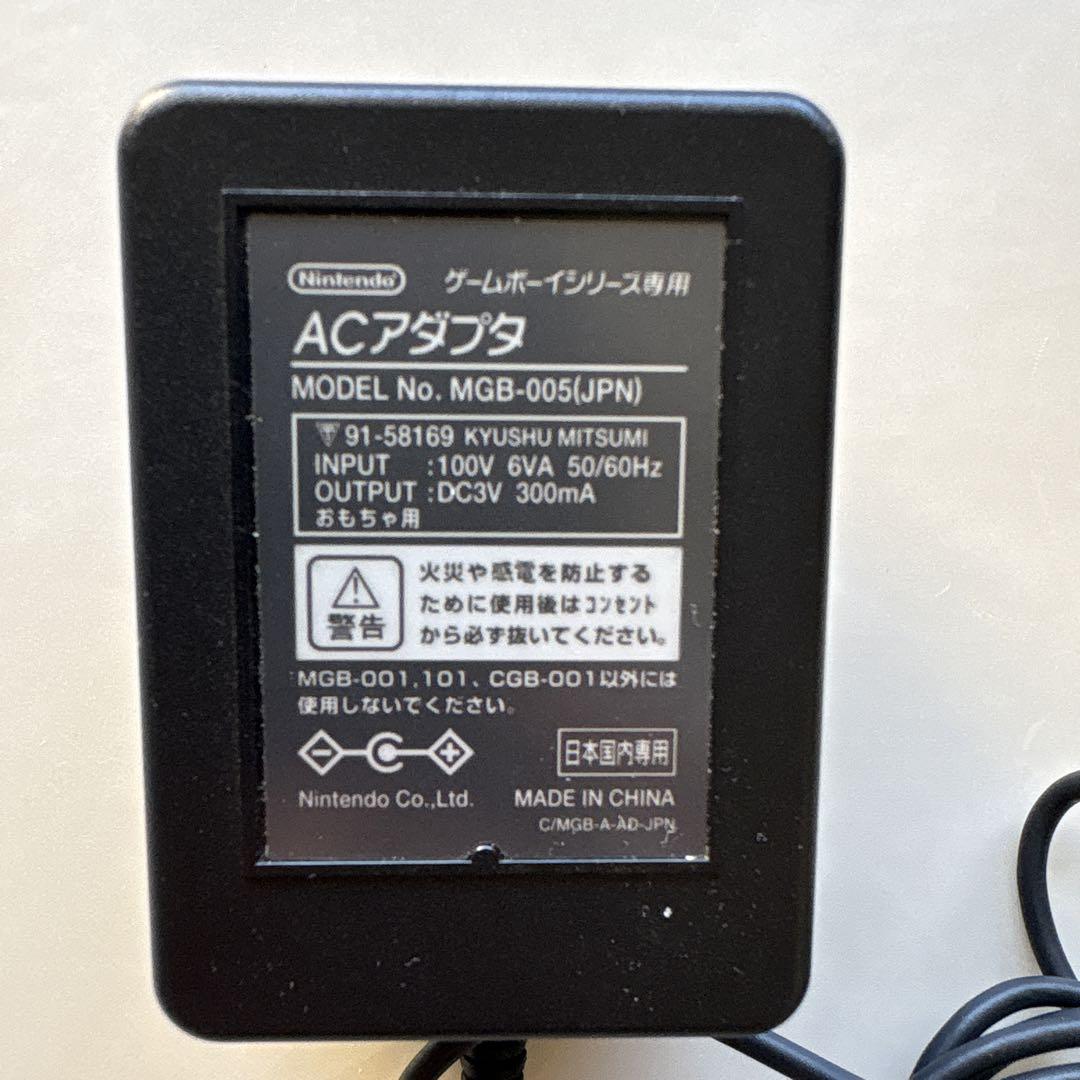 Nintendo ゲームボーイシリーズ専用
ACアダプタ
MODEL No. MGB-005(JPN)
91-58169 KYUSHU MITSUMI
INPUT :100V 6VA 50/60Hz
OUTPUT :DC3V 300mA
おもちゃ用
火災や感電を防止する
ために使用後はコンセント
警告 から必ず抜いてください。
MGB-001,101、CGB-001以外には
使用しないでください。
日本国内専用
Nintendo Co.,Ltd. MADE IN CHINA
C/MGB-A-AD-JPN